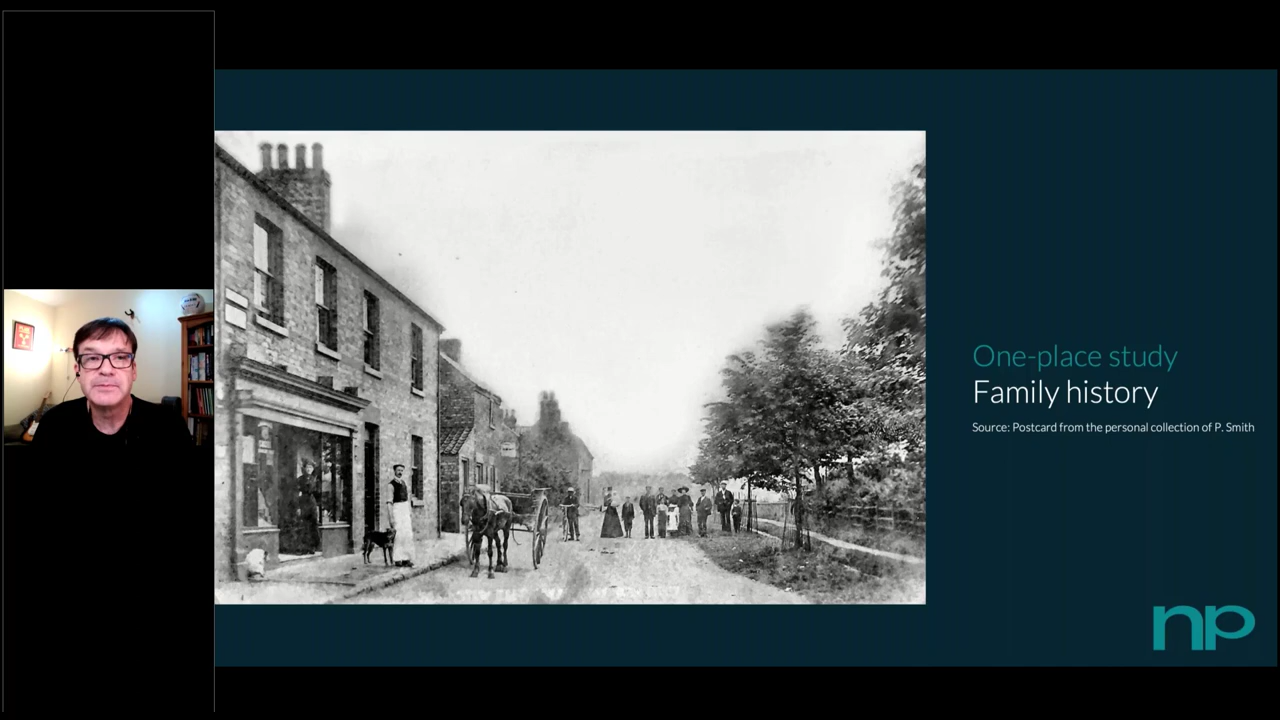 One-place study
Family history
Source: Postcard from the personal collection of P. Smith
np